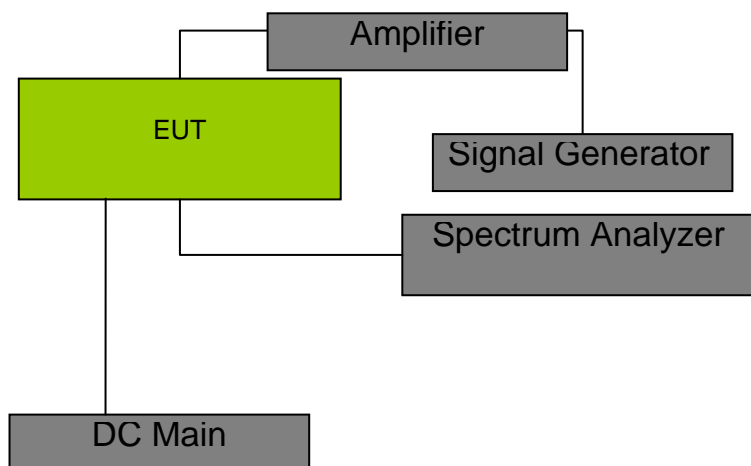 Amplifier
EUT
Signal Generator
Spectrum Analyzer
DC Main